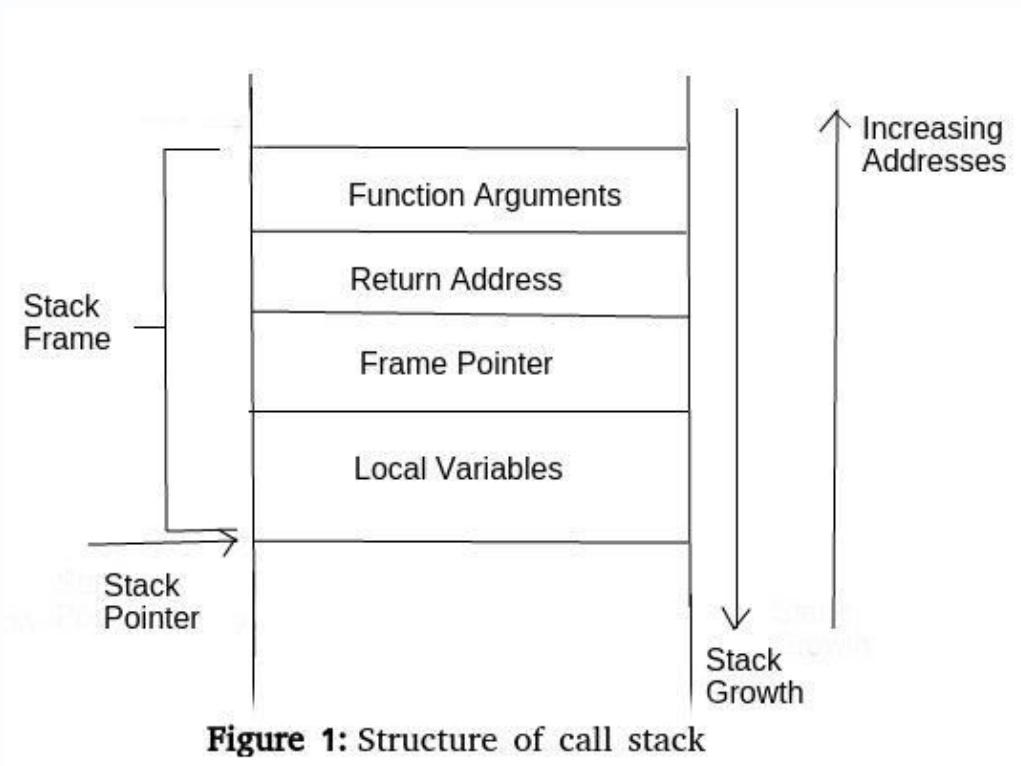 Increasing
Addresses
Function Arguments
Return Address
Stack
Frame
Frame Pointer
Local Variables
Stack
Pointer
Stack
Growth
Figure 1: Structure of call stack